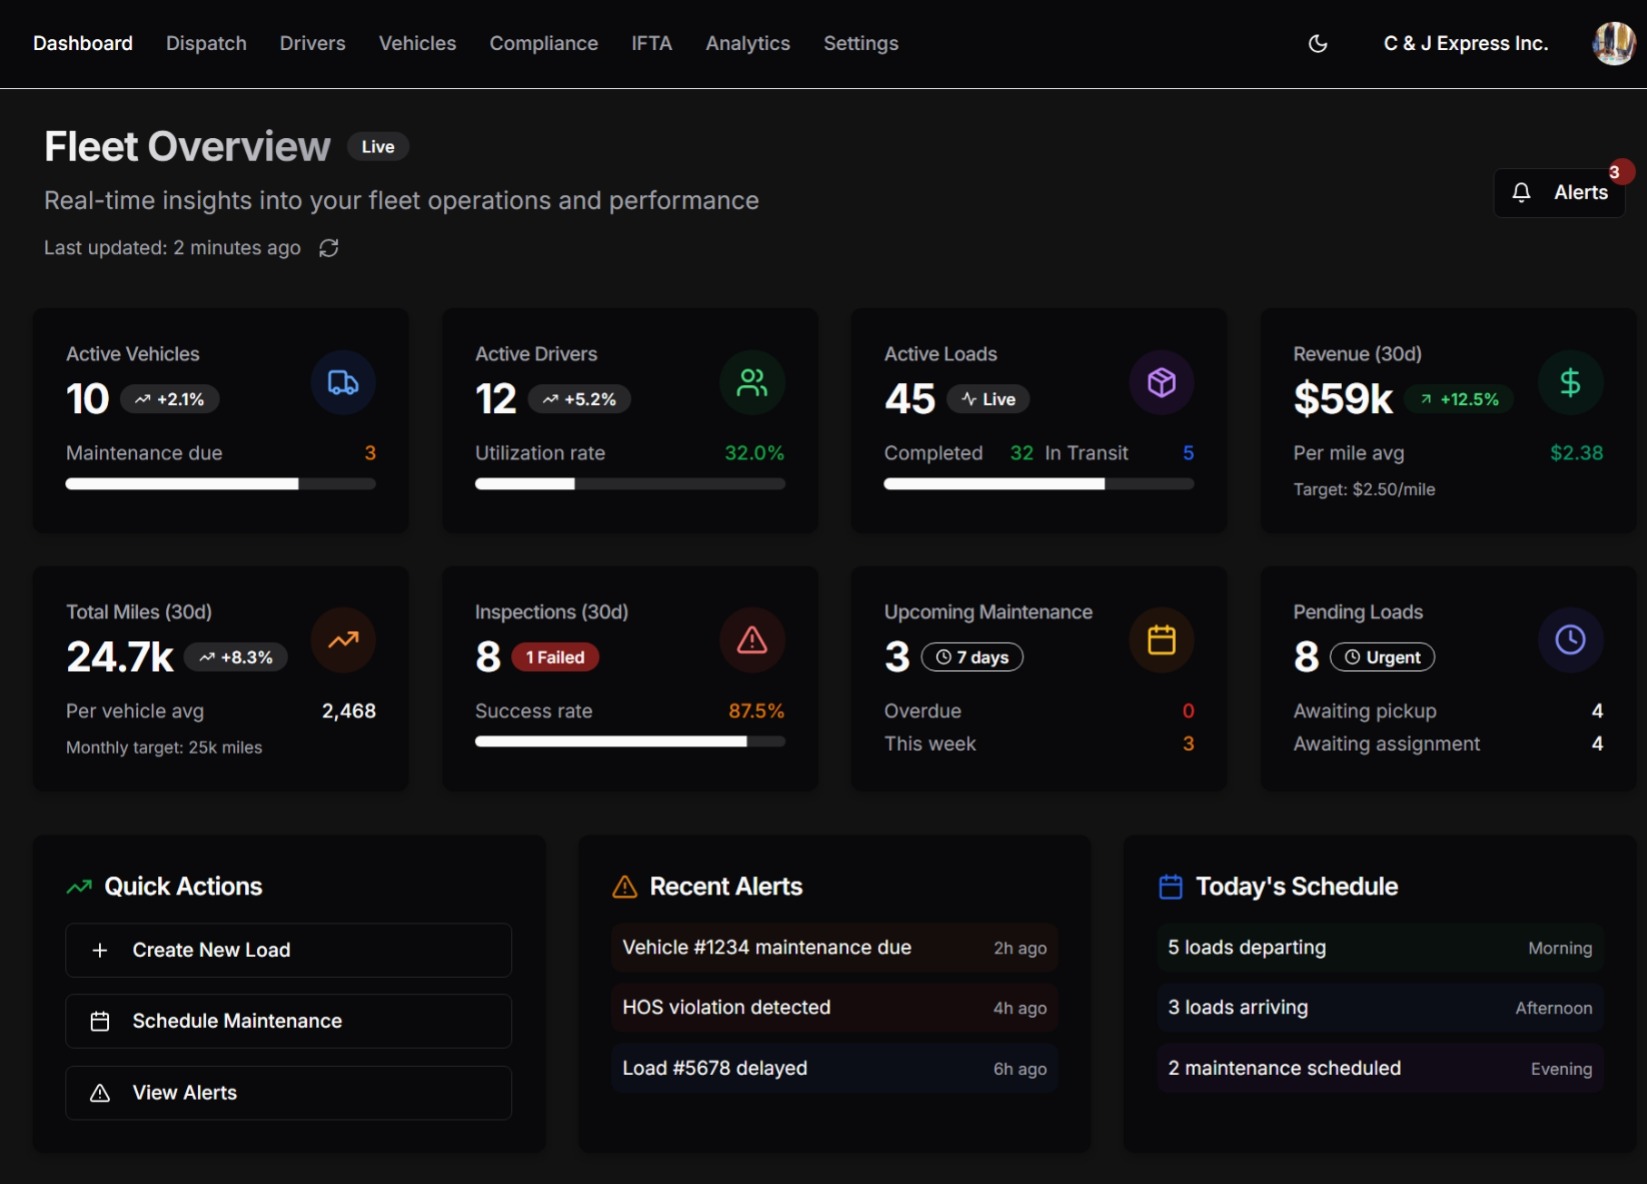 Dashboard Dispatch Drivers Vehicles Compliance IFTA Analytics Settings C & J Express Inc.
Fleet Overview Live
Real-time insights into your fleet operations and performance
Last updated: 2 minutes ago
3
Alerts
Active Vehicles
10 +2.1%
Maintenance due 3
Active Drivers
12 +5.2%
Utilization rate 32.0%
Active Loads
45 Live
Completed 32 In Transit 5
Revenue (30d)
$59k +12.5%
Per mile avg $2.38
Target: $2.50/mile
Total Miles (30d)
24.7k +8.3%
Per vehicle avg 2,468
Monthly target: 25k miles
Inspections (30d)
8 1 Failed
Success rate 87.5%
Upcoming Maintenance
3 7 days
Overdue 0
This week 3
Pending Loads
8 Urgent
Awaiting pickup 4
Awaiting assignment 4
Quick Actions
Create New Load
Schedule Maintenance
View Alerts
Recent Alerts
Vehicle #1234 maintenance due 2h ago
HOS violation detected 4h ago
Load #5678 delayed 6h ago
Today's Schedule
5 loads departing Morning
3 loads arriving Afternoon
2 maintenance scheduled Evening